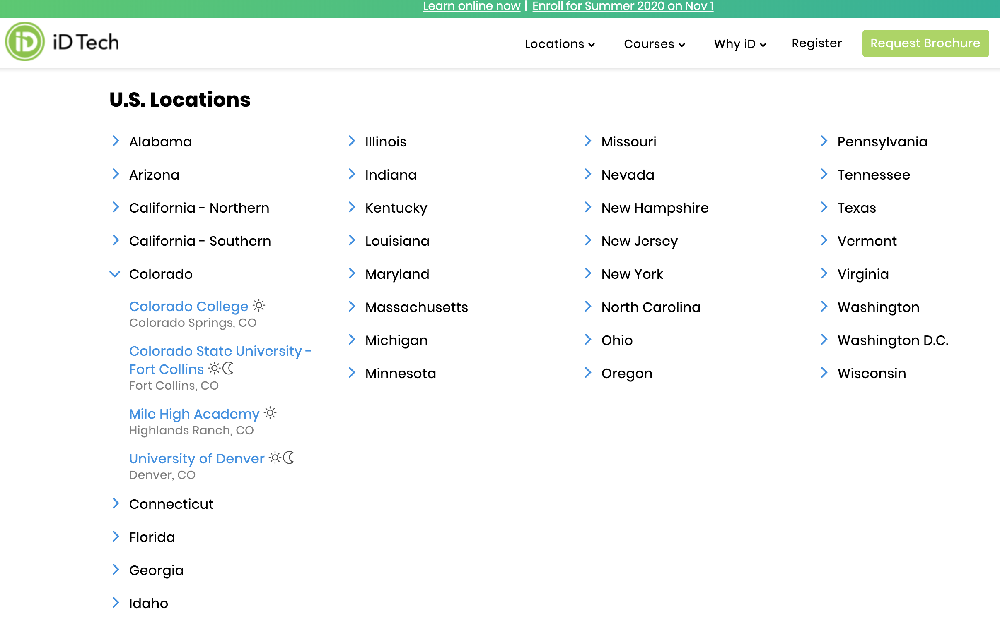 Learn online now | Enroll for Summer 2020 on Nov 1
iD iD Tech
Locations Courses Why iD Register Request Brochure
U.S. Locations
Alabama
Arizona
California - Northern
California - Southern
Colorado
Colorado College
Colorado Springs, CO
Colorado State University -
Fort Collins
Fort Collins, CO
Mile High Academy
Highlands Ranch, CO
University of Denver
Denver, CO
Connecticut
Florida
Georgia
Idaho
Illinois
Indiana
Kentucky
Louisiana
Maryland
Massachusetts
Michigan
Minnesota
Missouri
Nevada
New Hampshire
New Jersey
New York
North Carolina
Ohio
Oregon
Pennsylvania
Tennessee
Texas
Vermont
Virginia
Washington
Washington D.C.
Wisconsin